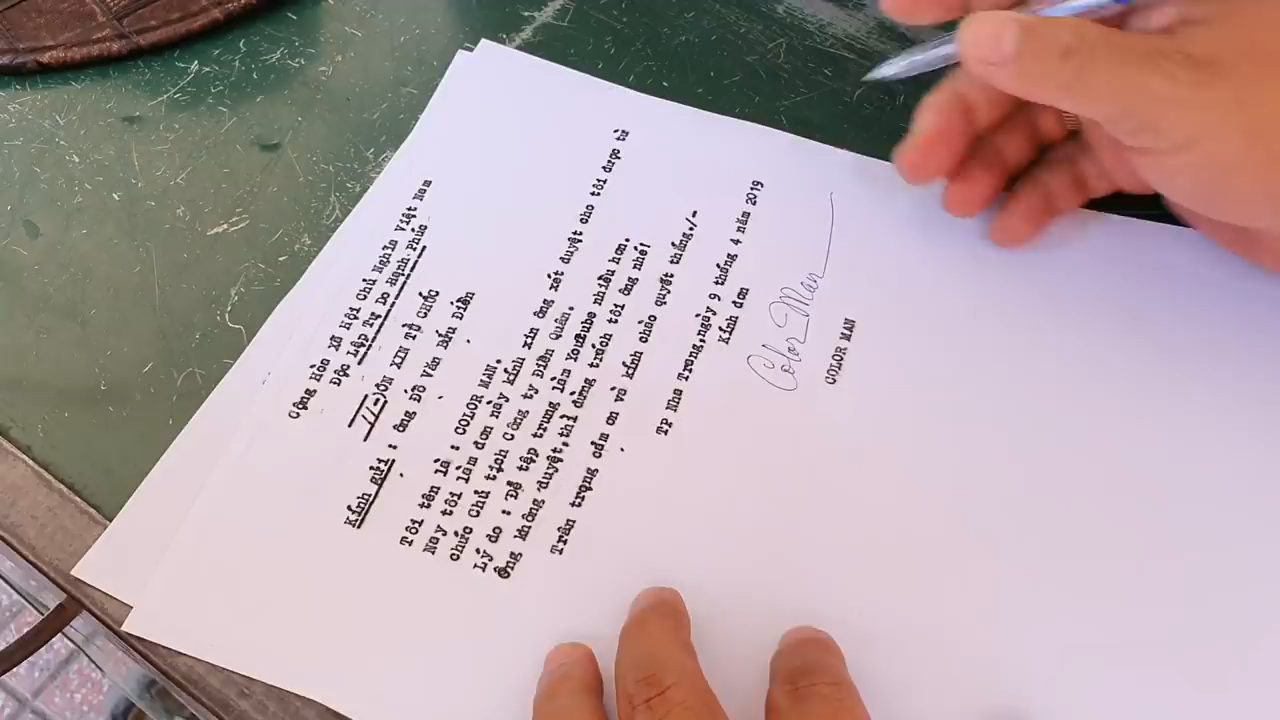 Cộng Hòa Xã Hội Chủ Nghĩa Việt Nam
Độc Lập Tự Do Hạnh Phúc
ĐƠN XIN TỪ CHỨC
Kính gửi : ông Đỗ Văn Bửu Điền
Tôi tên là : COLOR MAN.
Nay tôi làm đơn này kính xin ông xét duyệt cho tôi được từ
chức Chủ tịch Công ty Điền Quân.
Lý do : Để tập trung làm YouTube nhiều hơn.
Ông không duyệt,thì đừng trách tôi ông nhé!
Trân trọng cảm ơn và kính chào quyết thắng./-
TP Nha Trang,ngày 9 tháng 4 năm 2019
Kính đơn
Color Man
COLOR MAN